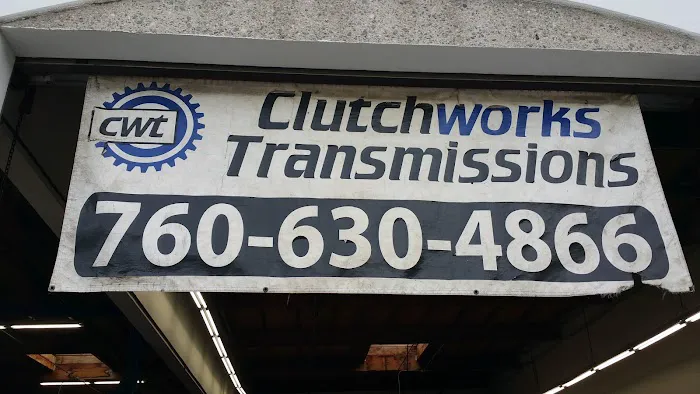 cwt
Clutchworks
Transmissions
760-630-4866